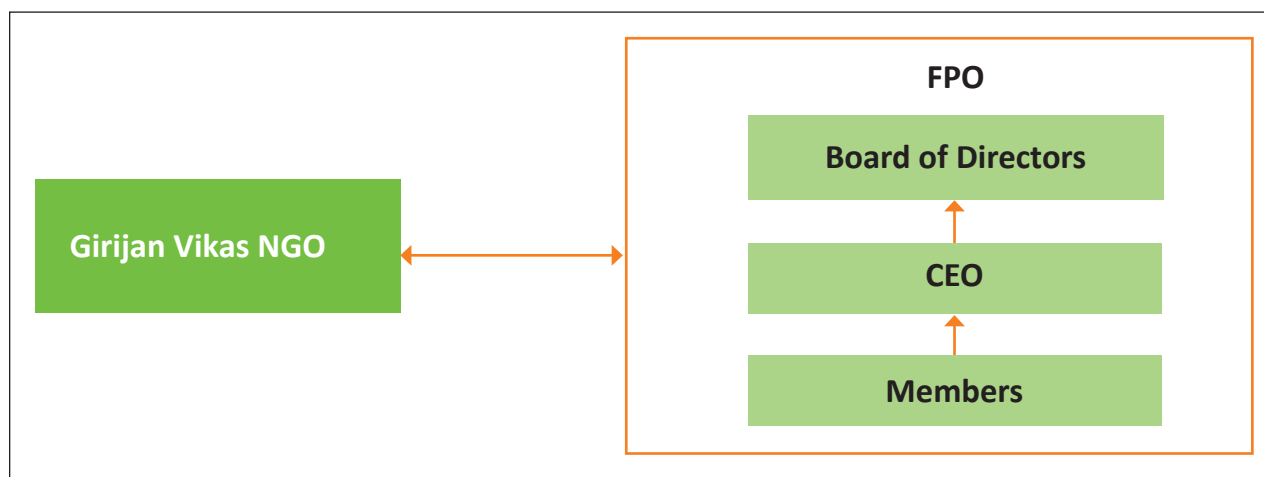 Girijan Vikas NGO
FPO
Board of Directors
CEO
Members